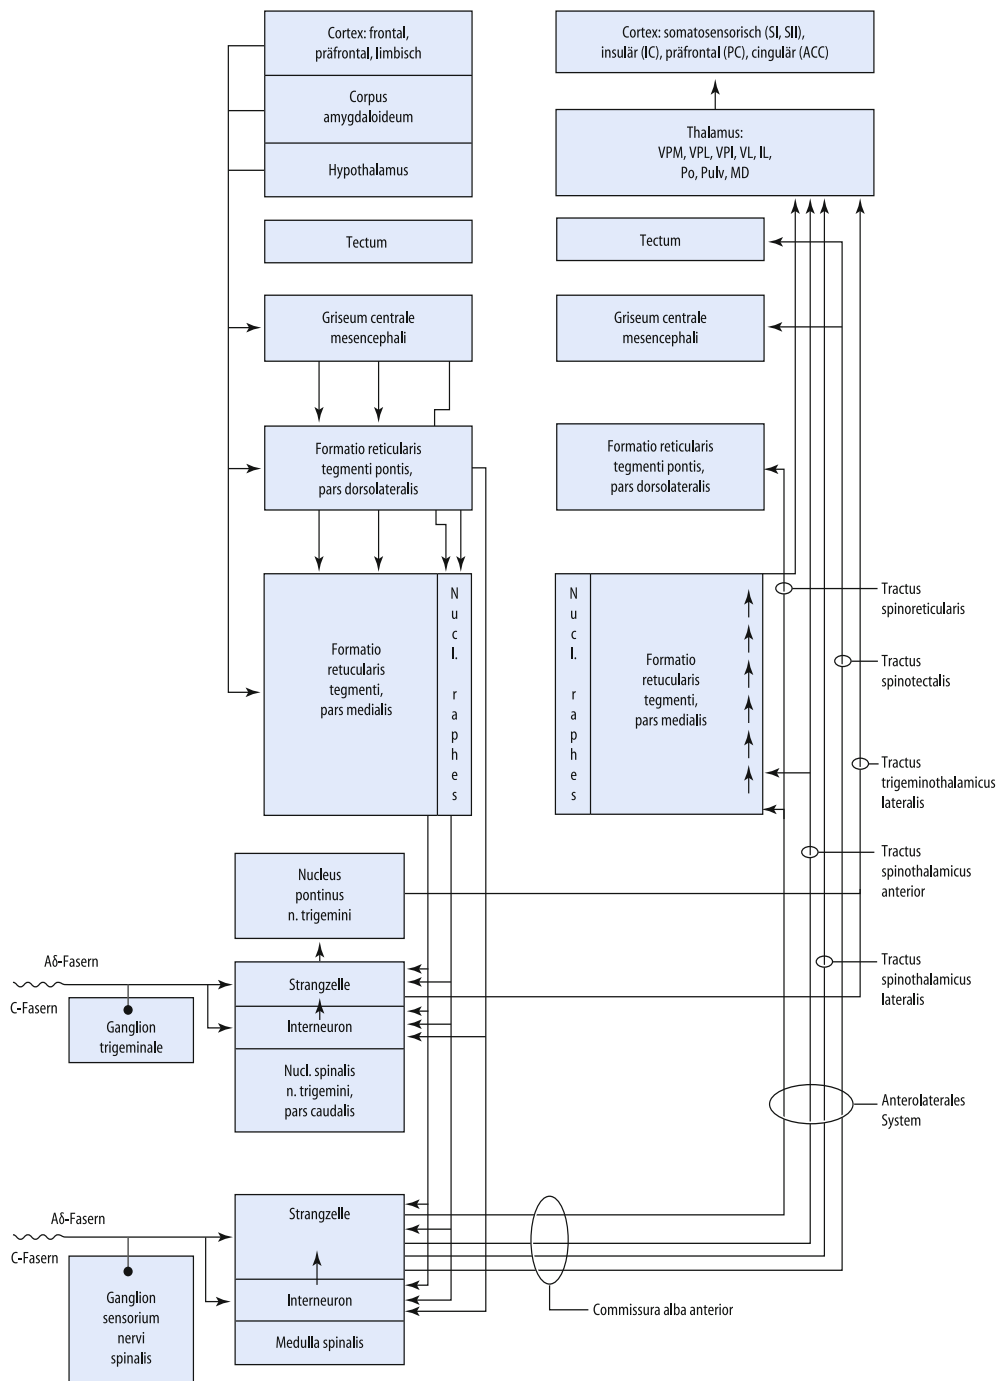 Cortex: frontal,
präfrontal, limbisch
Corpus
amygdaloideum
Hypothalamus
Tectum
Griseum centrale
mesencephali
Formatio reticularis
tegmenti pontis,
pars dorsolateralis
Formatio
retucularis
tegmenti,
pars medialis
Nucl. raphes
Nucleus
pontinus
n. trigemini
Aδ-Fasern
C-Fasern
Ganglion
trigeminale
Strangzelle
Interneuron
Nucl. spinalis
n. trigemini,
pars caudalis
Aδ-Fasern
C-Fasern
Ganglion
sensorium
nervi
spinalis
Strangzelle
Interneuron
Medulla spinalis
Cortex: somatosensorisch (SI, SII),
insulär (IC), präfrontal (PC), cingulär (ACC)
Thalamus:
VPM, VPL, VPI, VL, IL,
Po, Pulv, MD
Tectum
Griseum centrale
mesencephali
Formatio reticularis
tegmenti pontis,
pars dorsolateralis
Nucl. raphes
Formatio
retucularis
tegmenti,
pars medialis
Tractus
spinoreticularis
Tractus
spinotectalis
Tractus
trigeminothalamicus
lateralis
Tractus
spinothalamicus
anterior
Tractus
spinothalamicus
lateralis
Anterolaterales
System
Commissura alba anterior